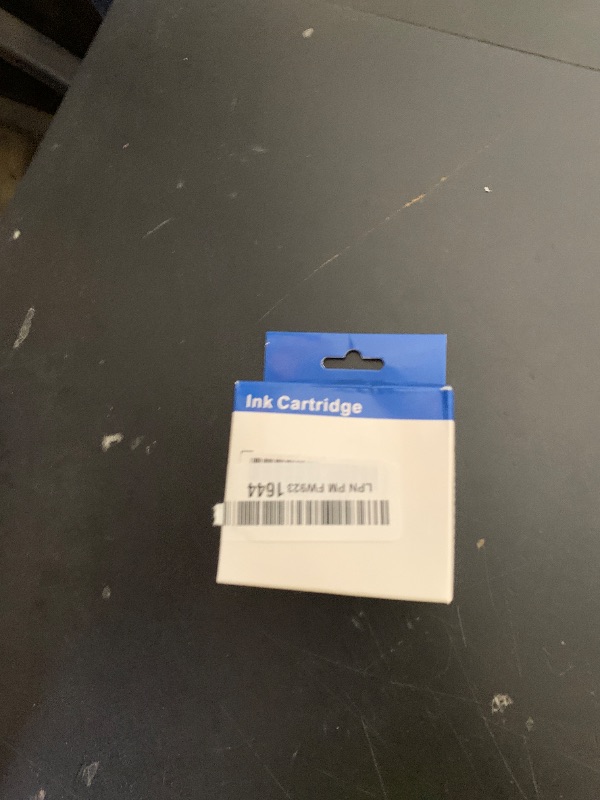 Ink Cartridge
LPN PM FW923 1644